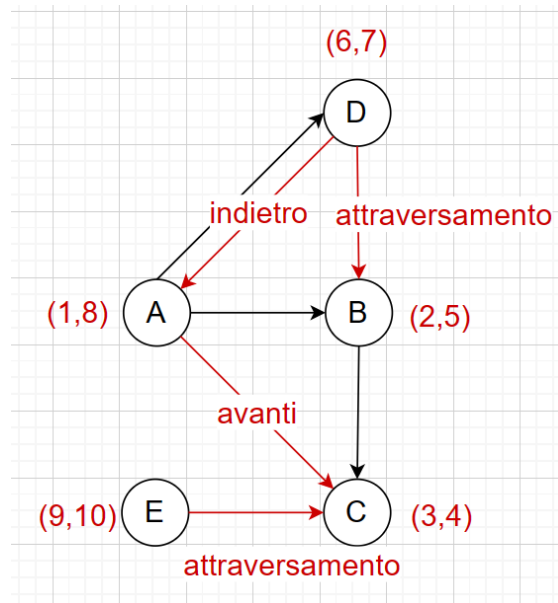 (6,7)
D
indietro
attraversamento
(1,8)
A
B
(2,5)
avanti
(9,10)
E
C
(3,4)
attraversamento